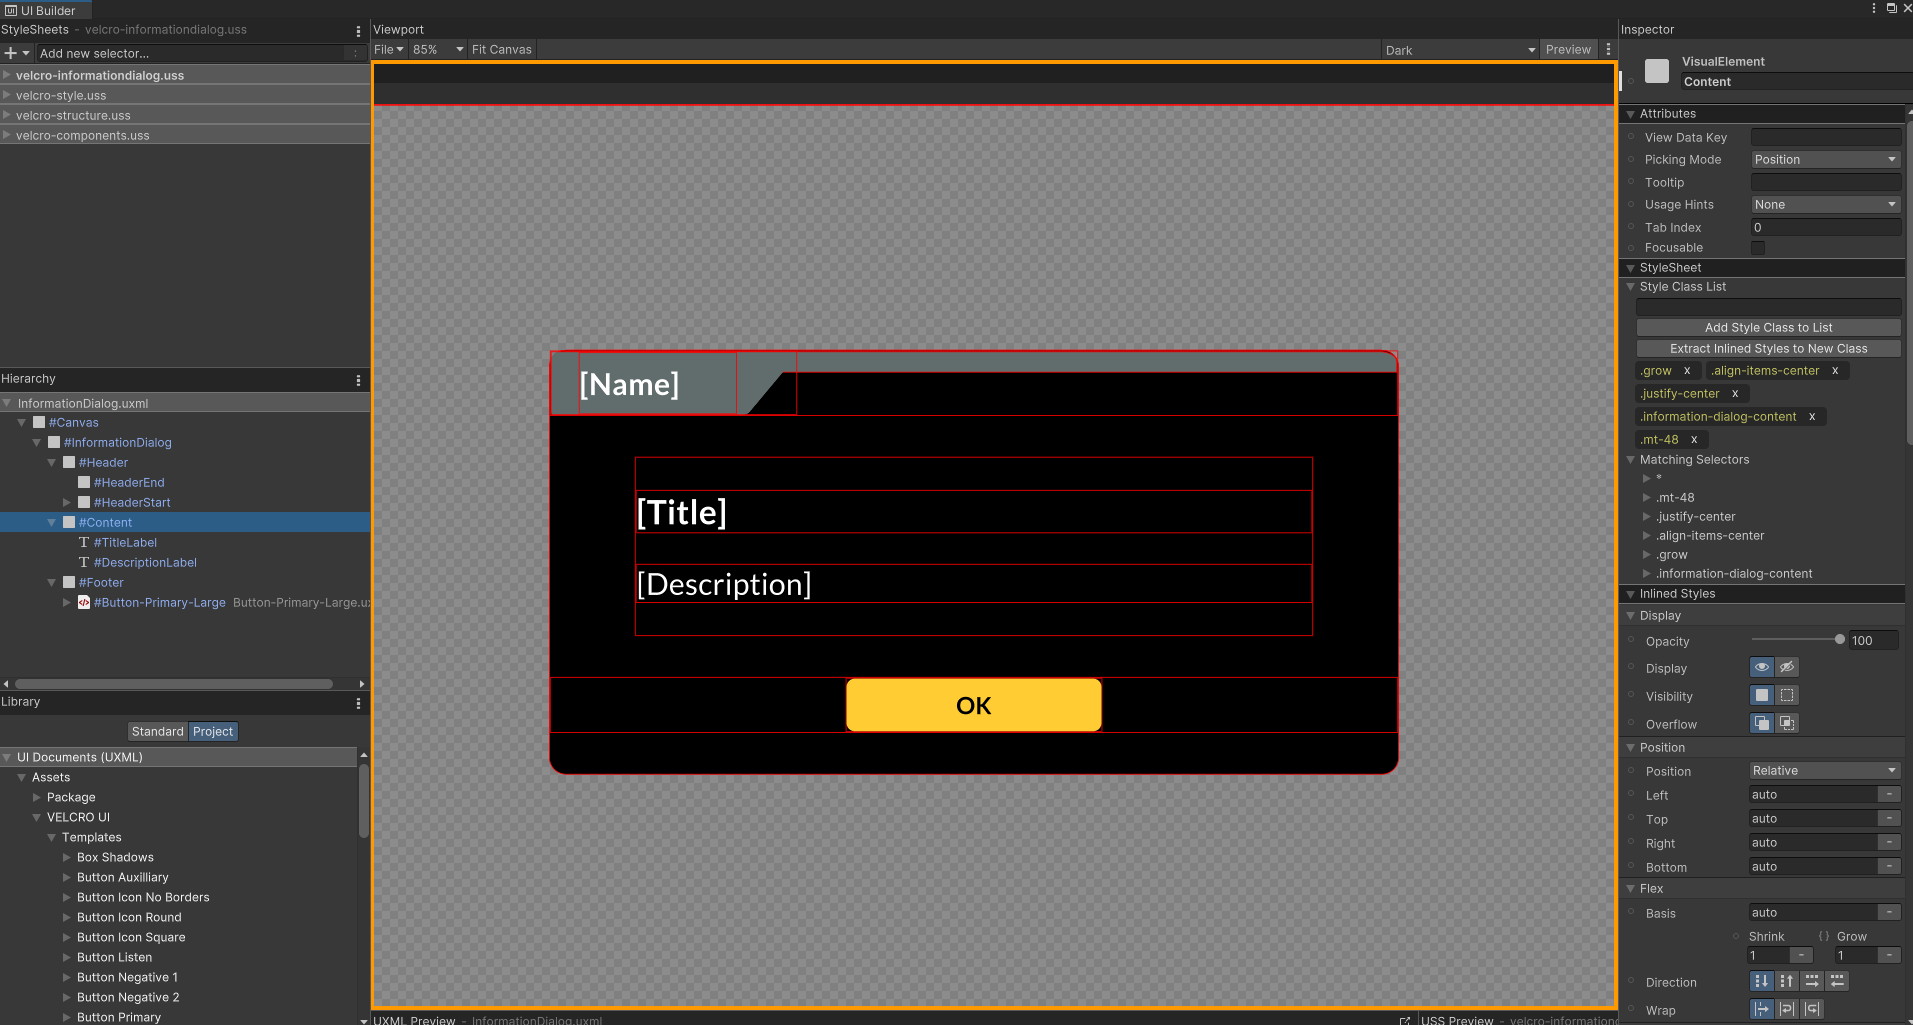 UI Builder
StyleSheets - velcro-informationdialog.uss
Add new selector...
velcro-informationdialog.uss
velcro-style.uss
velcro-structure.uss
velcro-components.uss
Hierarchy
InformationDialog.uxml
#Canvas
#InformationDialog
#Header
#HeaderEnd
#HeaderStart
#Content
#TitleLabel
#DescriptionLabel
#Footer
#Button-Primary-Large Button-Primary-Large.ux
Library
Standard Project
UI Documents (UXML)
Assets
Package
VELCRO UI
Templates
Box Shadows
Button Auxilliary
Button Icon No Borders
Button Icon Round
Button Icon Square
Button Listen
Button Negative 1
Button Negative 2
Button Primary
Viewport
File 85% Fit Canvas Dark Preview
[Name]
[Title]
[Description]
OK
UXML Preview - InformationDialog.uxml USS Preview - velcro-information
Inspector
VisualElement
Content
Attributes
View Data Key
Picking Mode Position
Tooltip
Usage Hints None
Tab Index 0
Focusable
StyleSheet
Style Class List
Add Style Class to List
Extract Inlined Styles to New Class
.grow x .align-items-center x
.justify-center x
.information-dialog-content x
.mt-48 x
Matching Selectors
*
.mt-48
.justify-center
.align-items-center
.grow
.information-dialog-content
Inlined Styles
Display
Opacity 100
Display
Visibility
Overflow
Position
Position Relative
Left auto -
Top auto -
Right auto -
Bottom auto -
Flex
Basis auto -
Shrink {} Grow
1 - 1 -
Direction
Wrap